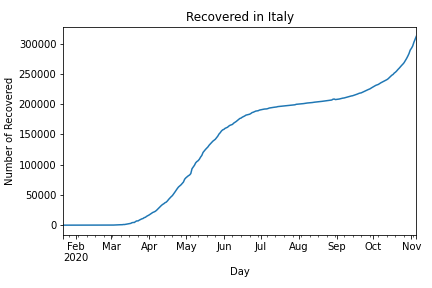 Recovered in Italy
Number of Recovered
300000
250000
200000
150000
100000
50000
0
Feb Mar Apr May Jun Jul Aug Sep Oct Nov
2020
Day